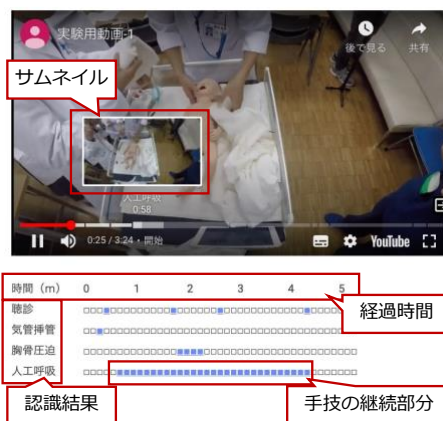 実験用動画-1
後で見る
共有
サムネイル
人工呼吸
0:58
0:25 / 3:24・開始
YouTube
時間（m） 0 1 2 3 4 5
聴診
経過時間
気管挿管
胸骨圧迫
人工呼吸
認識結果
手技の継続部分